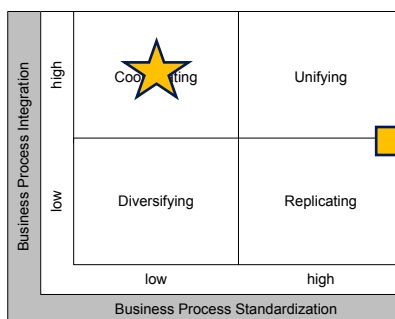 Business Process Integration
high
low
Unifying
Diversifying
Replicating
low
high
Business Process Standardization